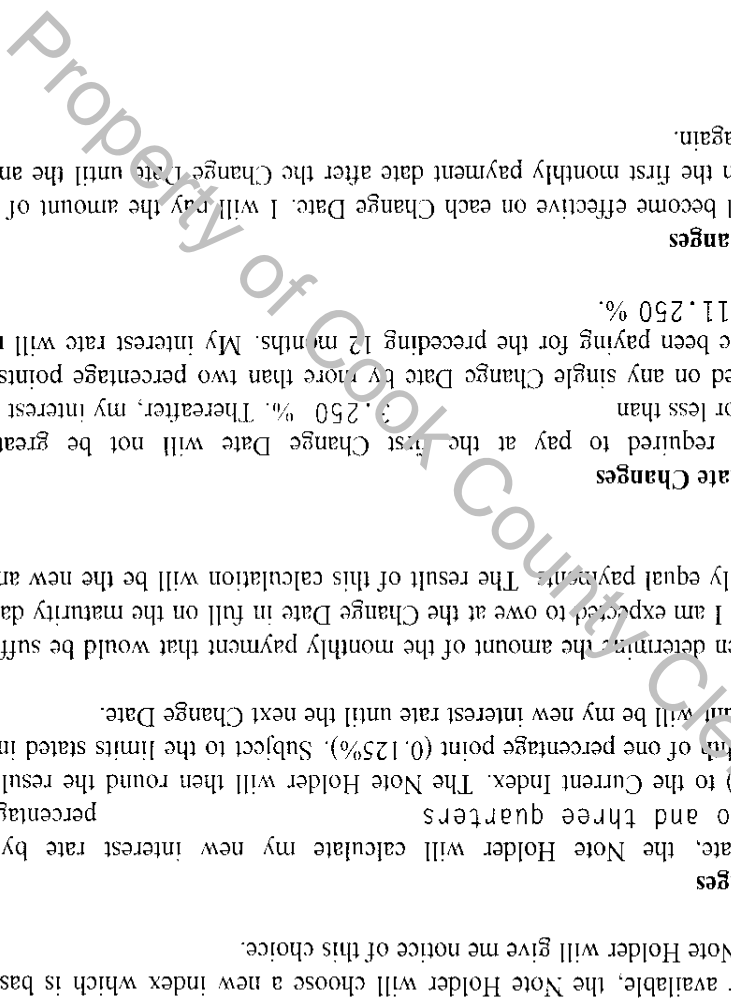 r available, the Note Holder will choose a new index which is bas
Note Holder will give me notice of this choice.
ges
ate, the Note Holder will calculate my new interest rate by
o and three quarters percentag
) to the Current Index. The Note Holder will then round the resul
hth of one percentage point (0.125%). Subject to the limits stated in
unt will be my new interest rate until the next Change Date.
en determine the amount of the monthly payment that would be suff
I am expected to owe at the Change Date in full on the maturity da
ly equal payments. The result of this calculation will be the new am
ate Changes
required to pay at the first Change Date will not be great
or less than 3.250 %. Thereafter, my interest
ed on any single Change Date by more than two percentage points
e been paying for the preceding 12 months. My interest rate will n
11.250 %.
anges
l become effective on each Change Date. I will pay the amount of
n the first monthly payment date after the Change Date until the am
again.
Property of Cook County Cle